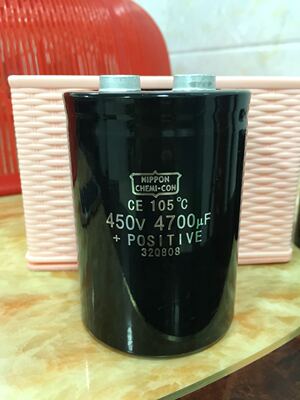 NIPPON
CHEMI-CON
CE 105°C
450V 4700µF
+ POSITIVE
320808